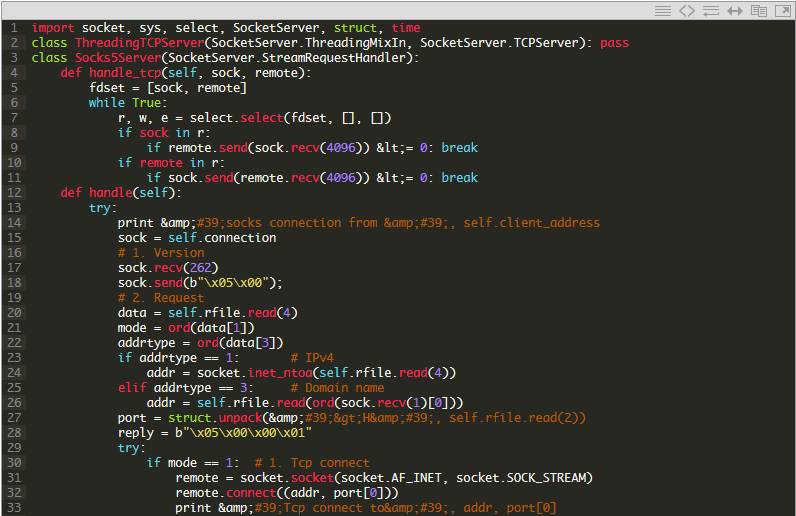 1 import socket, sys, select, SocketServer, struct, time
2 class ThreadingTCPServer(SocketServer.ThreadingMixIn, SocketServer.TCPServer): pass
3 class Socks5Server(SocketServer.StreamRequestHandler):
4     def handle_tcp(self, sock, remote):
5         fdset = [sock, remote]
6         while True:
7             r, w, e = select.select(fdset, [], [])
8             if sock in r:
9                 if remote.send(sock.recv(4096)) &lt;= 0: break
10             if remote in r:
11                 if sock.send(remote.recv(4096)) &lt;= 0: break
12     def handle(self):
13         try:
14             print &amp;#39;socks connection from &amp;#39;, self.client_address
15             sock = self.connection
16             # 1. Version
17             sock.recv(262)
18             sock.send(b"\x05\x00");
19             # 2. Request
20             data = self.rfile.read(4)
21             mode = ord(data[1])
22             addrtype = ord(data[3])
23             if addrtype == 1:       # IPv4
24                 addr = socket.inet_ntoa(self.rfile.read(4))
25             elif addrtype == 3:     # Domain name
26                 addr = self.rfile.read(ord(sock.recv(1)[0]))
27             port = struct.unpack(&amp;#39;&gt;H&amp;#39;, self.rfile.read(2))
28             reply = b"\x05\x00\x00\x01"
29             try:
30                 if mode == 1:  # 1. Tcp connect
31                     remote = socket.socket(socket.AF_INET, socket.SOCK_STREAM)
32                     remote.connect((addr, port[0]))
33                     print &amp;#39;Tcp connect to&amp;#39;, addr, port[0]